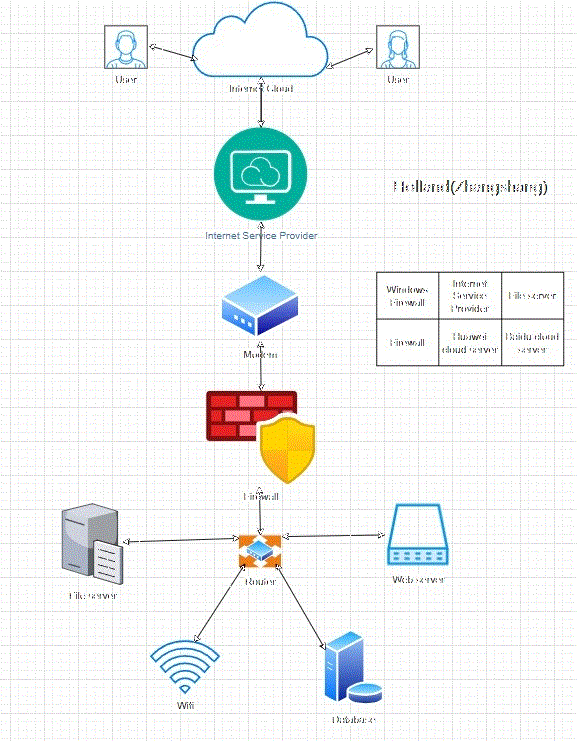 User
User
Internet Cloud
Internet Service Provider
Holland(Zhangshang)
Modem
Windows
Firewall
Internet
Service
Provider
File server
Firewall
Huawei
cloud server
Baidu cloud
server
Firewall
File server
Router
Web server
Wifi
Database